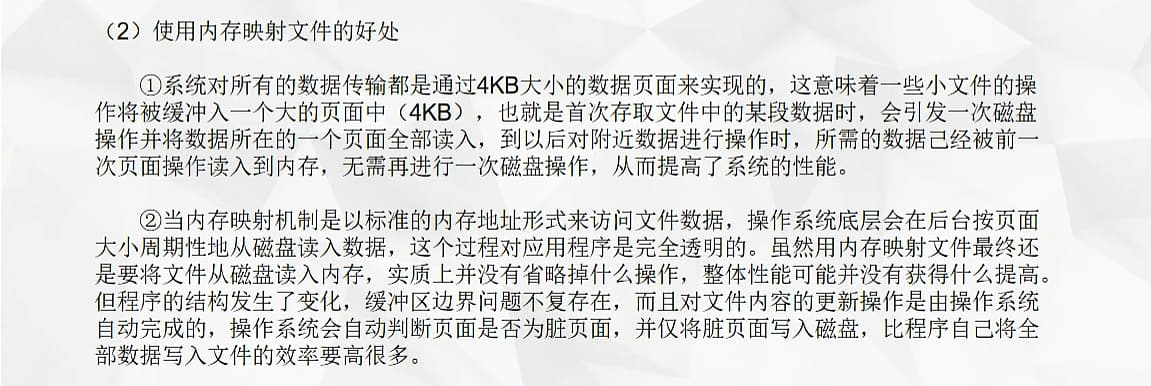 （2）使用内存映射文件的好处
①系统对所有的数据传输都是通过4KB大小的数据页面来实现的，这意味着一些小文件的操
作将被缓冲入一个大的页面中（4KB），也就是首次存取文件中的某段数据时，会引发一次磁盘
操作并将数据所在的一个页面全部读入，到以后对附近数据进行操作时，所需的数据己经被前一
次页面操作读入到内存，无需再进行一次磁盘操作，从而提高了系统的性能。
②当内存映射机制是以标准的内存地址形式来访问文件数据，操作系统底层会在后台按页面
大小周期性地从磁盘读入数据，这个过程对应用程序是完全透明的。虽然用内存映射文件最终还
是要将文件从磁盘读入内存，实质上并没有省略掉什么操作，整体性能可能并没有获得什么提高。
但程序的结构发生了变化，缓冲区边界问题不复存在，而且对文件内容的更新操作是由操作系统
自动完成的，操作系统会自动判断页面是否为脏页面，并仅将脏页面写入磁盘，比程序自己将全
部数据写入文件的效率要高很多。